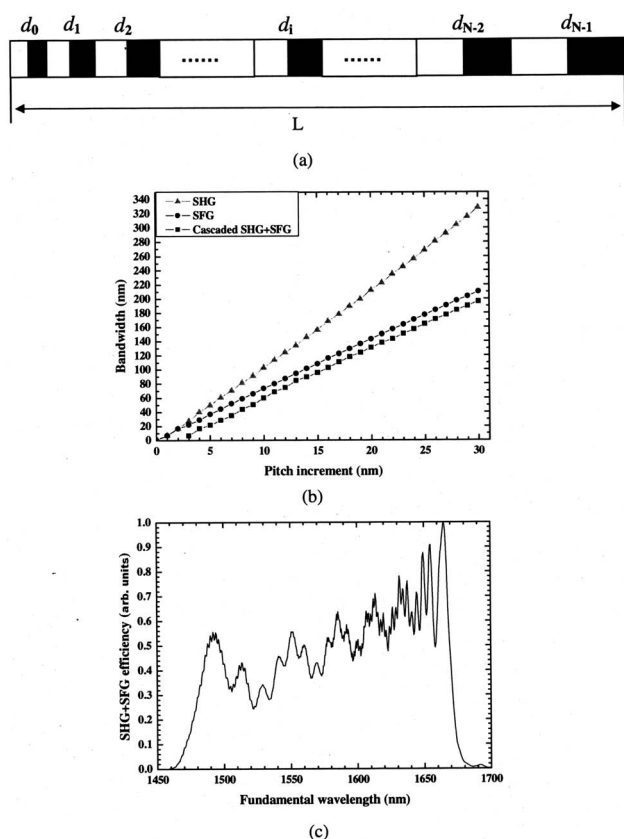 d0 d1 d2 di dN-2 dN-1
...... ......
L
(a)
SHG
SFG
Cascaded SHG+SFG
Bandwidth (nm)
340
320
300
280
260
240
220
200
180
160
140
120
100
80
60
40
20
0
0 5 10 15 20 25 30
Pitch increment (nm)
(b)
SHG+SFG efficiency (arb. units)
1.0
0.9
0.8
0.7
0.6
0.5
0.4
0.3
0.2
0.1
0.0
1450 1500 1550 1600 1650 1700
Fundamental wavelength (nm)
(c)